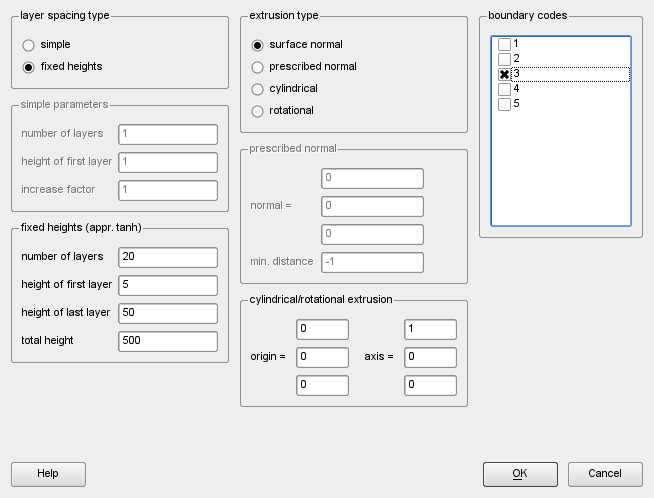 layer spacing type
simple
fixed heights
simple parameters
number of layers 1
height of first layer 1
increase factor 1
fixed heights (appr. tanh)
number of layers 20
height of first layer 5
height of last layer 50
total height 500
extrusion type
surface normal
prescribed normal
cylindrical
rotational
prescribed normal
0
normal = 0
0
min. distance -1
cylindrical/rotational extrusion
0 1
origin = 0 axis = 0
0 0
boundary codes
1
2
3
4
5
Help
OK
Cancel